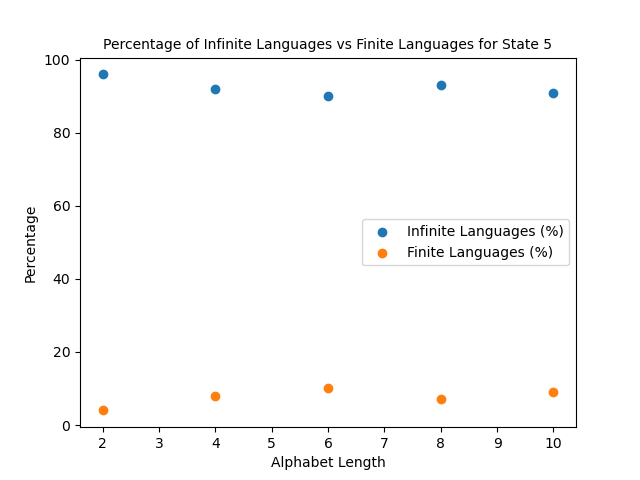 Percentage of Infinite Languages vs Finite Languages for State 5
100
80
60
40
20
0
Percentage
Infinite Languages (%)
Finite Languages (%)
2 3 4 5 6 7 8 9 10
Alphabet Length